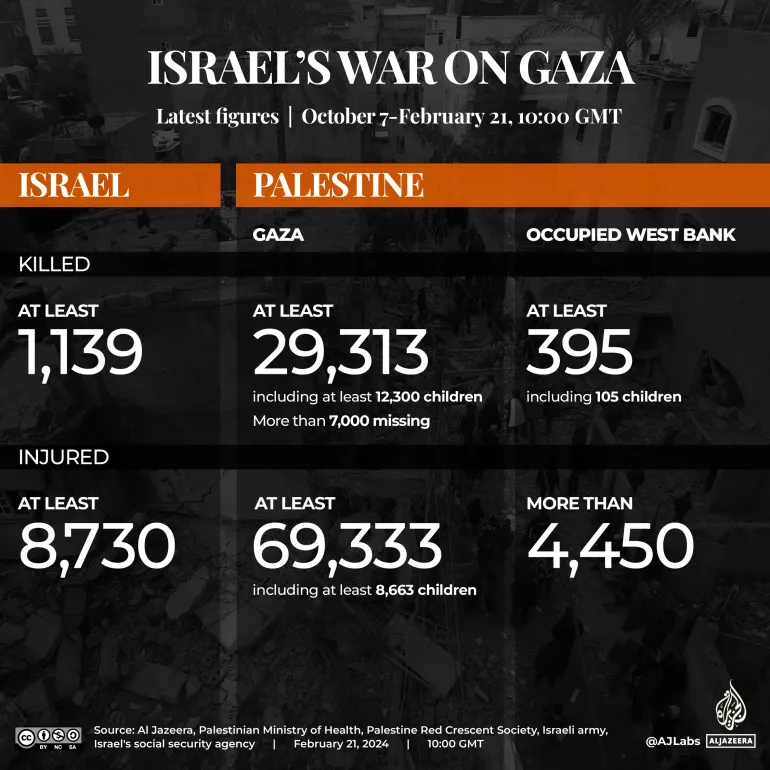 ISRAEL'S WAR ON GAZA
Latest figures | October 7-February 21, 10:00 GMT
ISRAEL
PALESTINE
GAZA
OCCUPIED WEST BANK
KILLED
AT LEAST
1,139
AT LEAST
29,313
including at least 12,300 children
More than 7,000 missing
AT LEAST
395
including 105 children
INJURED
AT LEAST
8,730
AT LEAST
69,333
including at least 8,663 children
MORE THAN
4,450
CC BY NC SA
Source: Al Jazeera, Palestinian Ministry of Health, Palestine Red Crescent Society, Israeli army,
Israel's social security agency | February 21, 2024 | 10:00 GMT
@AJLabs
ALJAZEERA